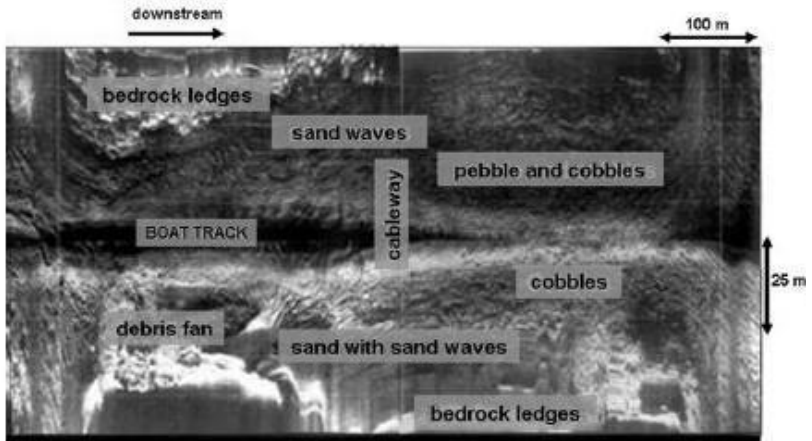 downstream
100 m
bedrock ledges
sand waves
pebble and cobbles
cableway
BOAT TRACK
cobbles
25 m
debris fan
sand with sand waves
bedrock ledges